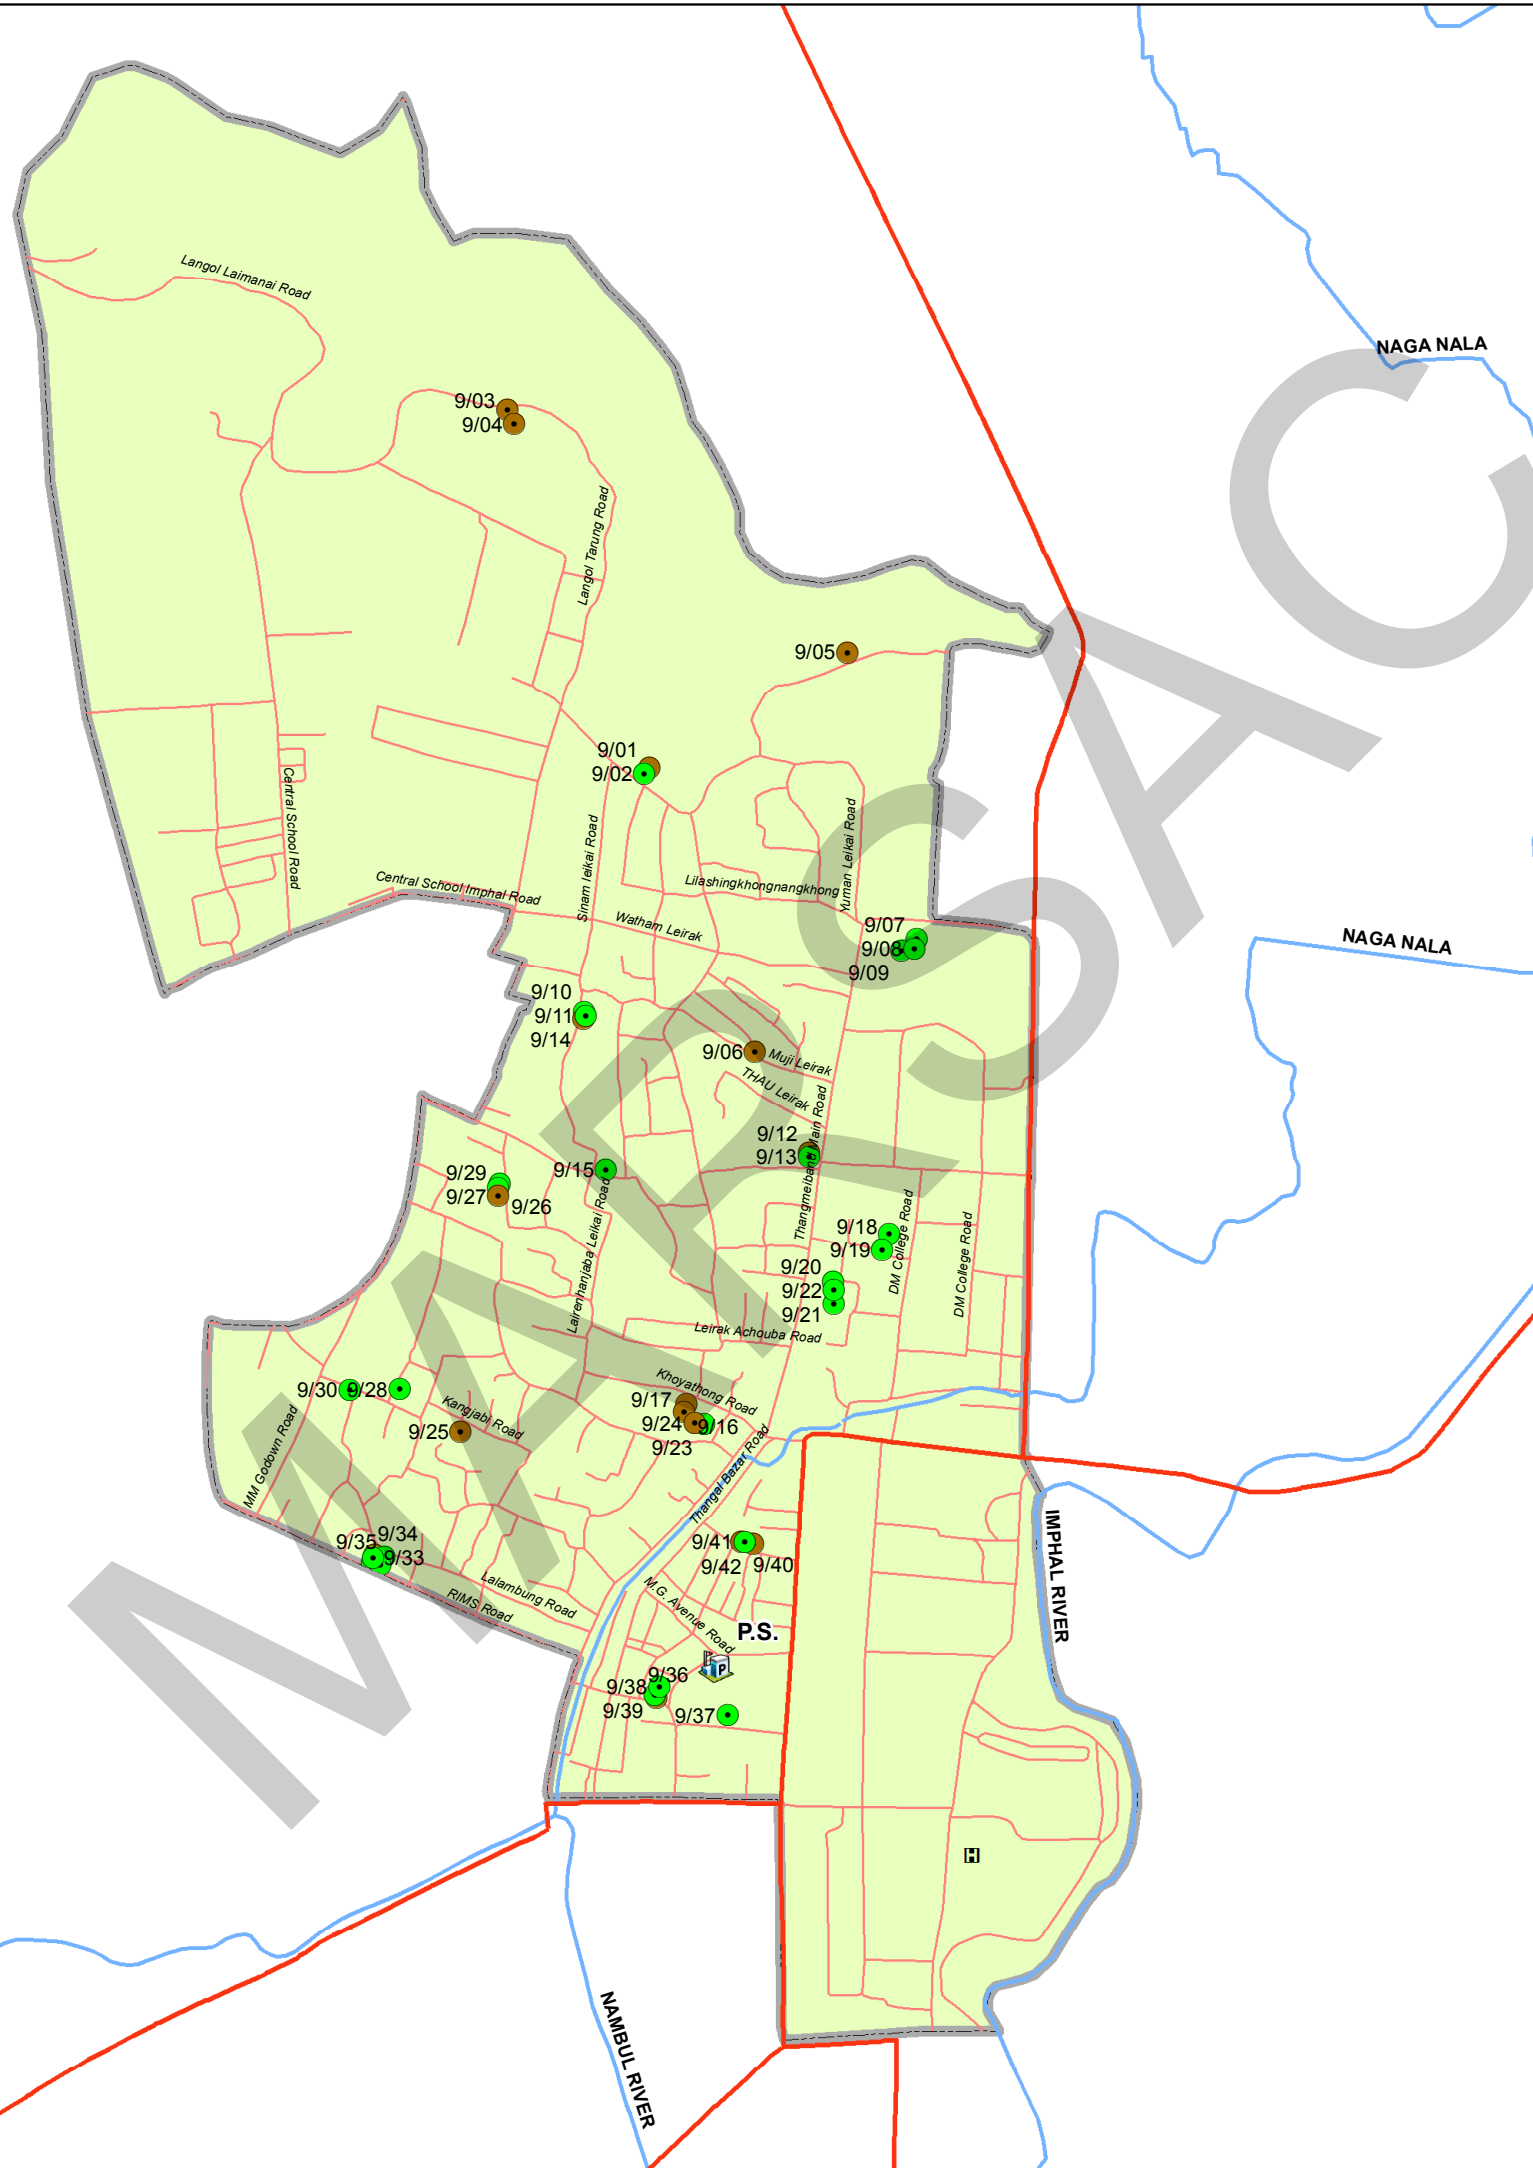 Langol Laimanai Road
NAGA NALA
9/03
9/04
Langol Tarung Road
9/05
9/01
9/02
Central School Road
Sinam leikai Road
Yuman Leikai Road
Central School Imphal Road
Lilashingkhongnangkhong
Watham Leirak
9/07
9/08
9/09
NAGA NALA
9/10
9/11
9/14
9/06
Muji Leirak
THAU Leirak
9/12
9/13
Thangmeiband Main Road
9/15
9/29
9/27
9/26
Lairenhanjaba Leikai Road
9/18
9/19
DM College Road
DM College Road
9/20
9/22
9/21
Leirak Achouba Road
9/30
9/28
Khoyathong Road
9/17
9/24
9/16
9/23
Kangjabi Road
9/25
MM Godown Road
Thangal Bazar Road
9/34
9/35
9/33
9/41
9/42
9/40
IMPHAL RIVER
Lalambung Road
RIMS Road
M.G. Avenue Road
P.S.
P
9/36
9/38
9/39
9/37
H
NAMBUL RIVER
MARSAC